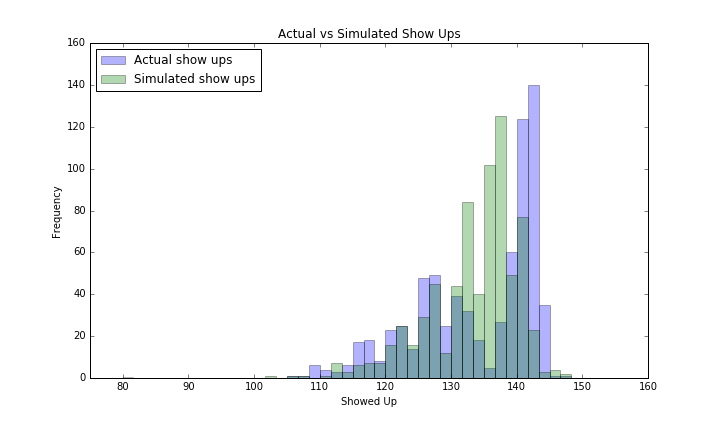 Actual vs Simulated Show Ups
160
140
120
100
80
60
40
20
0
Frequency
Actual show ups
Simulated show ups
80 90 100 110 120 130 140 150 160
Showed Up